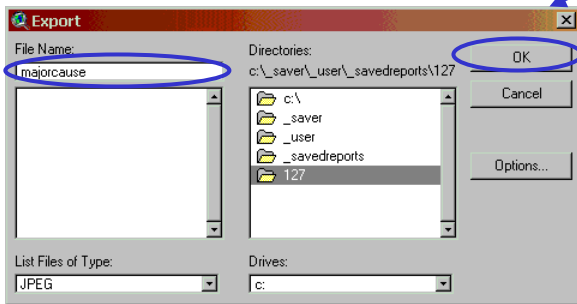 Export
File Name:
majorcause
Directories:
c:\_saver\_user\_savedreports\127
OK
Cancel
c:\
_saver
_user
_savedreports
127
Options...
List Files of Type:
JPEG
Drives:
c: